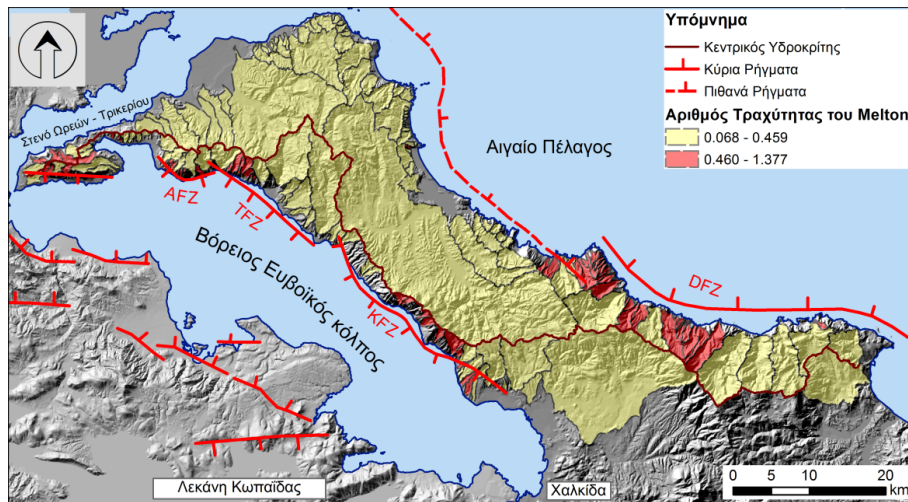 Υπόμνημα
Κεντρικός Υδροκρίτης
Κύρια Ρήγματα
Πιθανά Ρήγματα
Αριθμός Τραχύτητας του Melton
0.068 - 0.459
0.460 - 1.377
Στενό Ωρεών - Τρικερίου
Αιγαίο Πέλαγος
AFZ
TFZ
Βόρειος Ευβοϊκός κόλπος
KFZ
DFZ
Λεκάνη Κωπαΐδας
Χαλκίδα
0 5 10 20
km